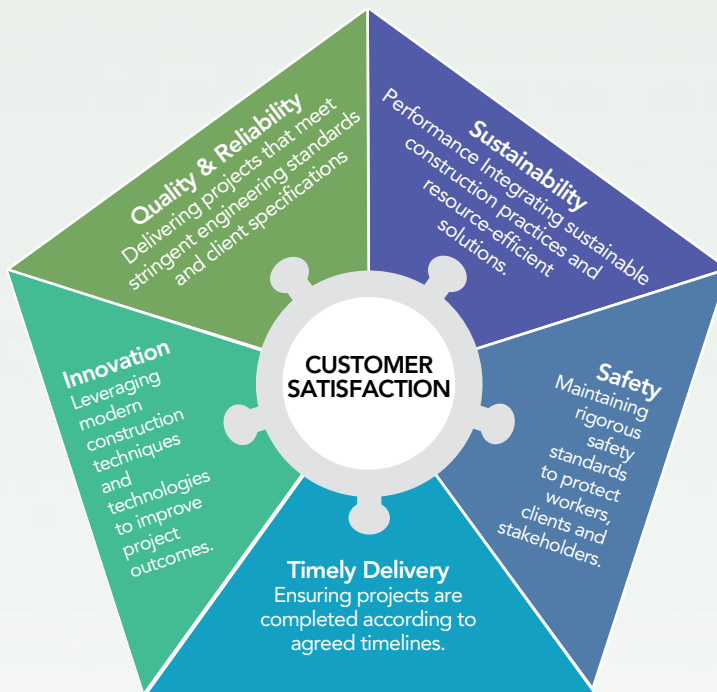 Quality & Reliability
Delivering projects that meet
stringent engineering standards
and client specifications
Sustainability
Performance Integrating sustainable
construction practices and
resource-efficient
solutions.
Innovation
Leveraging
modern
construction
techniques
and
technologies
to improve
project
outcomes.
CUSTOMER
SATISFACTION
Safety
Maintaining
rigorous
safety
standards
to protect
workers,
clients and
stakeholders.
Timely Delivery
Ensuring projects are
completed according to
agreed timelines.